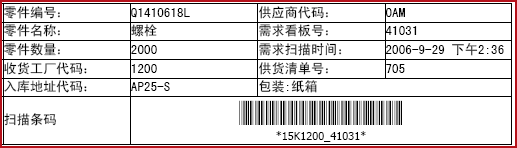 零件编号: Q1410618L 供应商代码: OAM
零件名称: 螺栓 需求看板号: 41031
零件数量: 2000 需求扫描时间: 2006-9-29 下午2:36
收货工厂代码: 1200 供货清单号: 705
入库地址代码: AP25-S 包装:纸箱
扫描条码
*15K1200_41031*